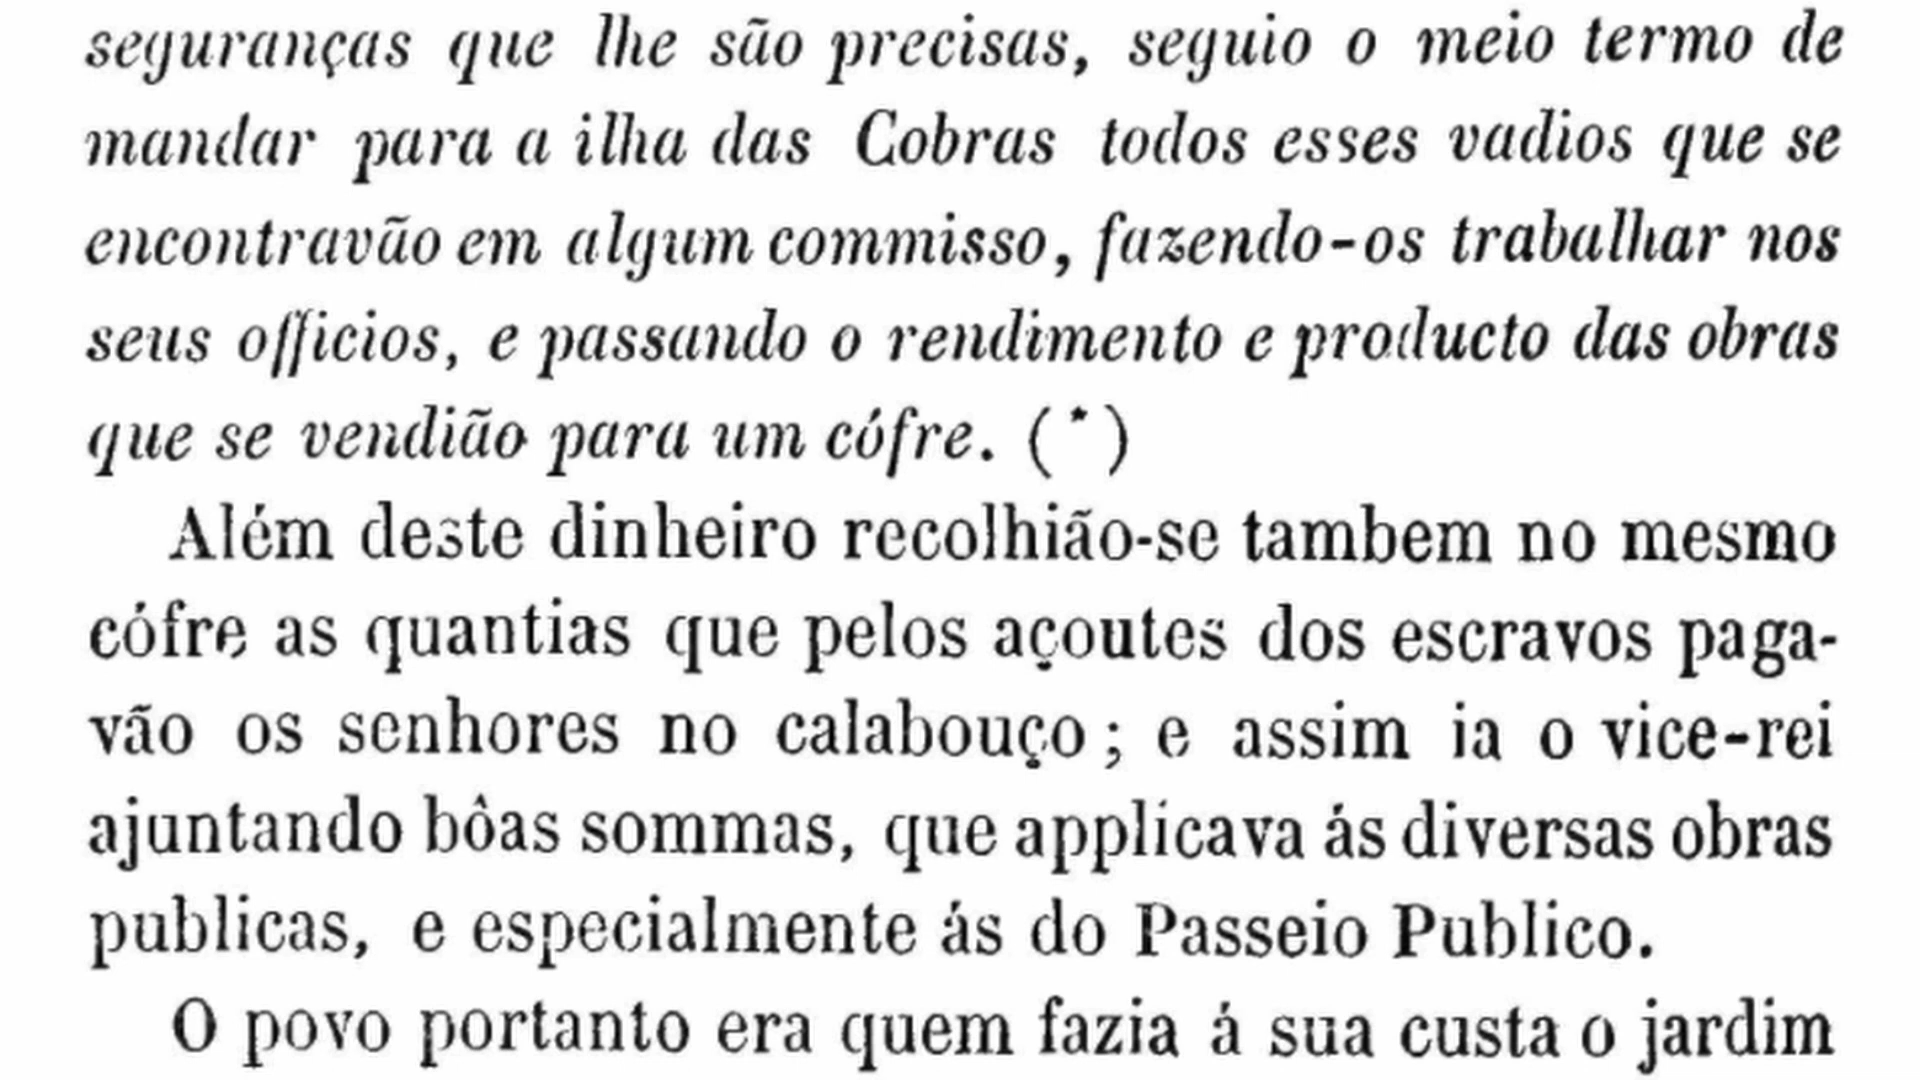 seguranças que lhe são precisas, seguio o meio termo de
mandar para a ilha das Cobras todos esses vadios que se
encontravão em algum commisso, fazendo-os trabalhar nos
seus officios, e passando o rendimento e producto das obras
que se vendião para um cófre. (*)
Além deste dinheiro recolhião-se tambem no mesmo
cófre as quantias que pelos açoutes dos escravos paga-
vão os senhores no calabouço; e assim ia o vice-rei
ajuntando bôas sommas, que applicava ás diversas obras
publicas, e especialmente ás do Passeio Publico.
O povo portanto era quem fazia á sua custa o jardim